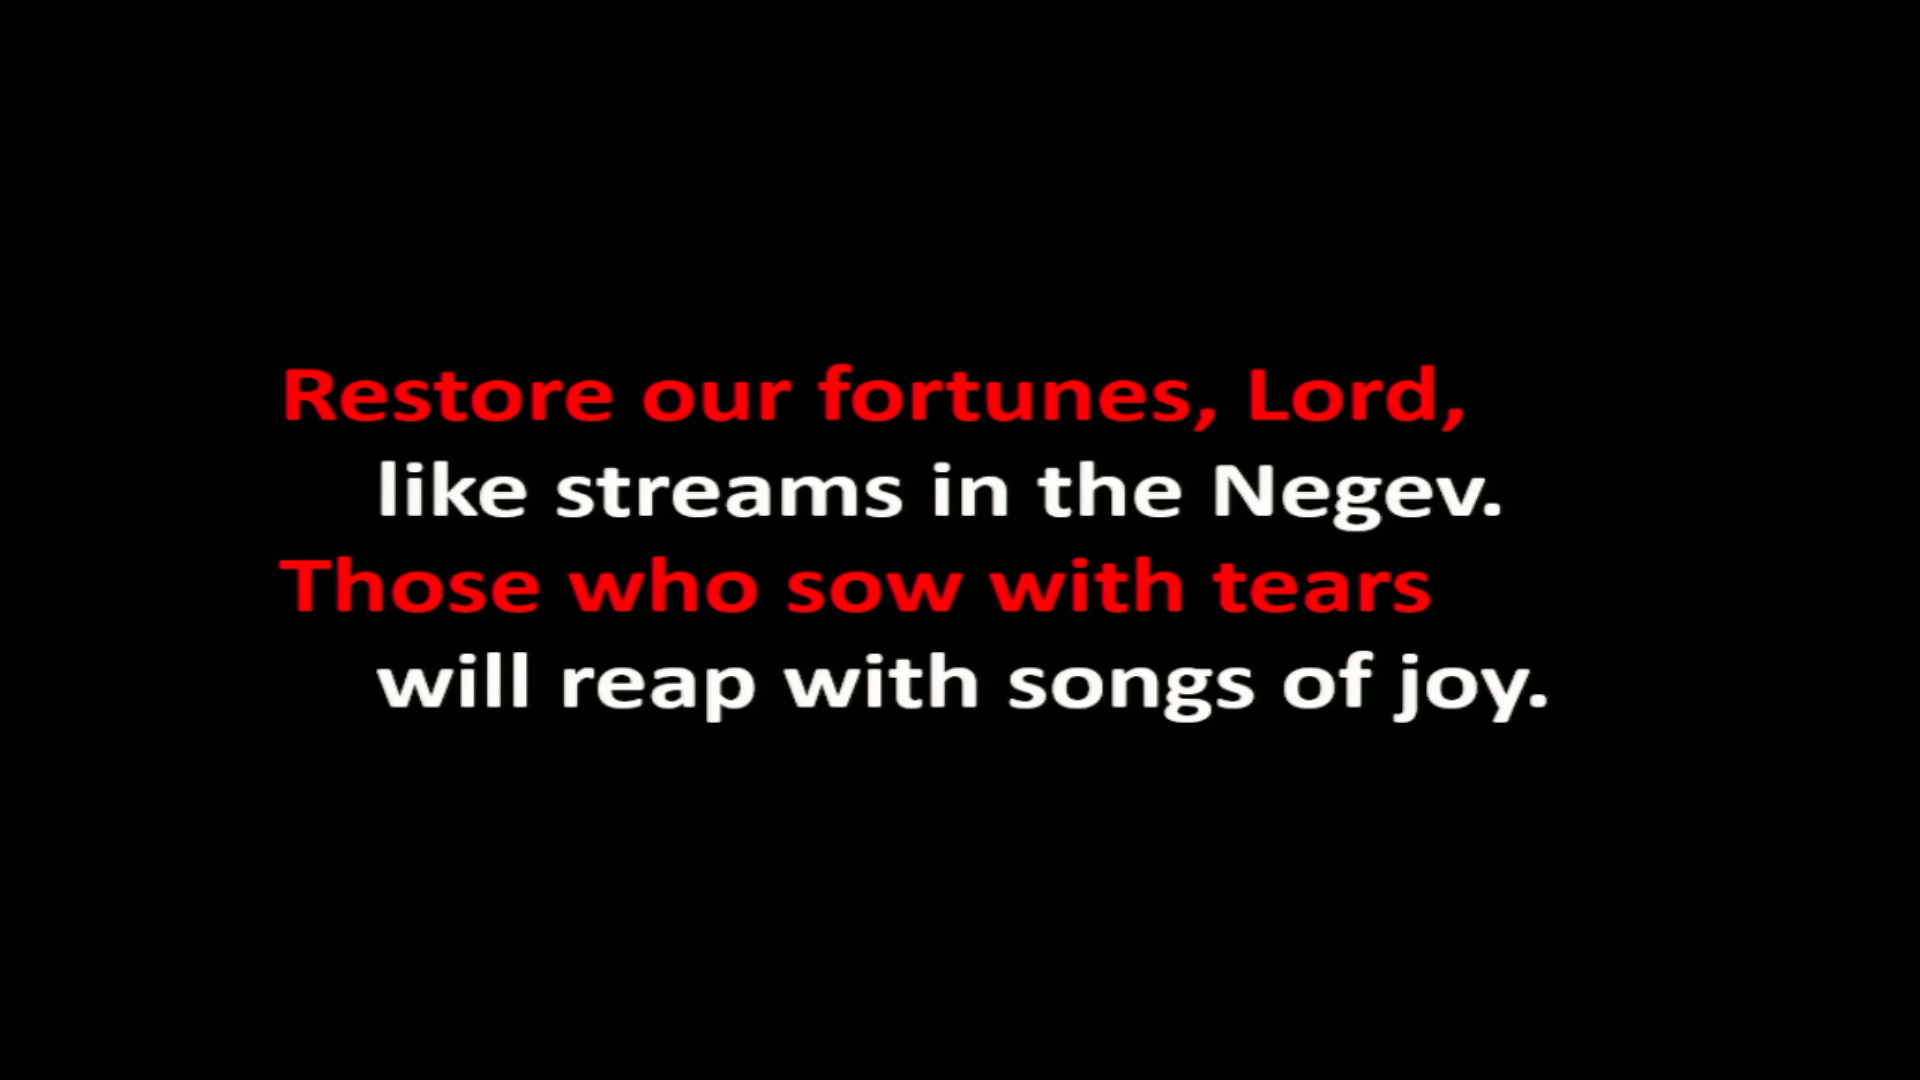 Restore our fortunes, Lord,
like streams in the Negev.
Those who sow with tears
will reap with songs of joy.